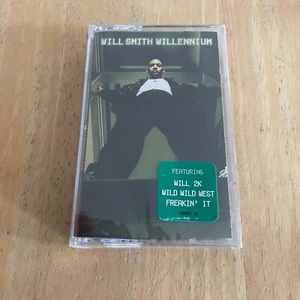 WILL SMITH WILLENNIUM
FEATURING
WILL 2K
WILD WILD WEST
FREAKIN' IT